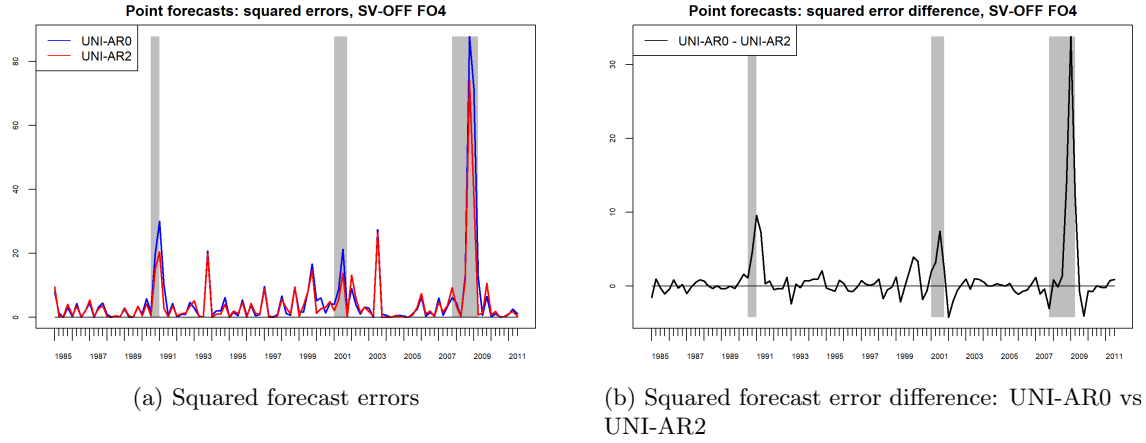 Point forecasts: squared errors, SV-OFF FO4
UNI-AR0
UNI-AR2
80
60
40
20
0
1985 1987 1989 1991 1993 1995 1997 1999 2001 2003 2005 2007 2009 2011
(a) Squared forecast errors
Point forecasts: squared error difference, SV-OFF FO4
UNI-AR0 - UNI-AR2
30
20
10
0
1985 1987 1989 1991 1993 1995 1997 1999 2001 2003 2005 2007 2009 2011
(b) Squared forecast error difference: UNI-AR0 vs
UNI-AR2